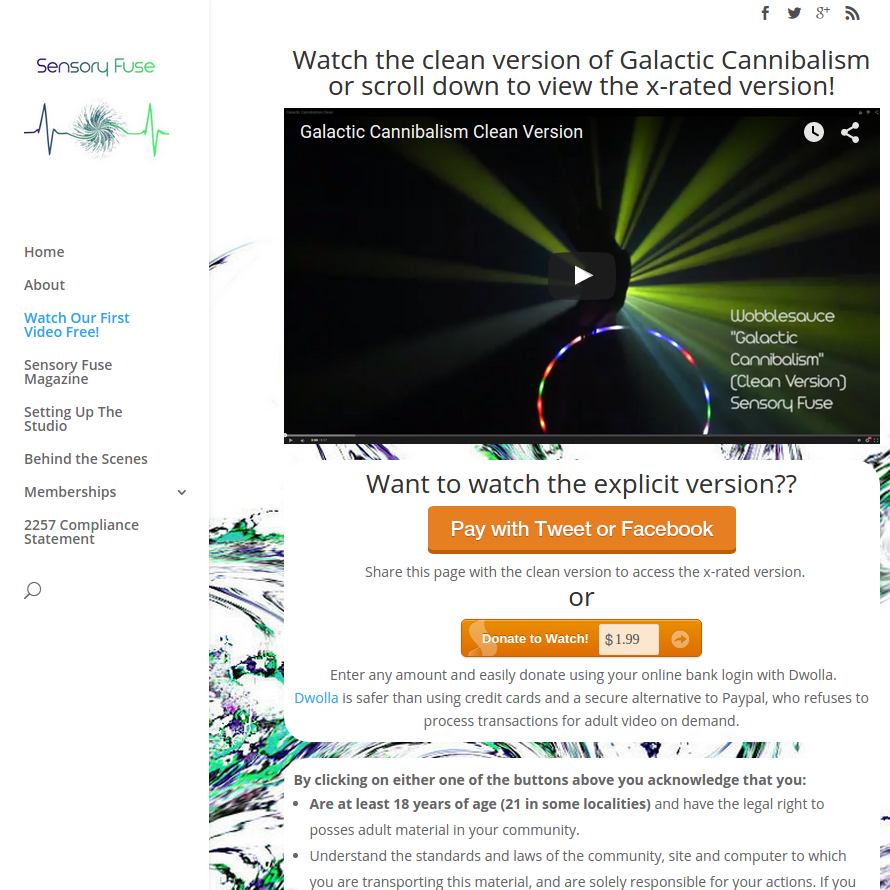 Sensory Fuse
Home
About
Watch Our First
Video Free!
Sensory Fuse
Magazine
Setting Up The
Studio
Behind the Scenes
Memberships
2257 Compliance
Statement
Watch the clean version of Galactic Cannibalism
or scroll down to view the x-rated version!
Galactic Cannibalism Clean Version
Wobblesauce
"Galactic
Cannibalism"
(Clean Version)
Sensory Fuse
Want to watch the explicit version??
Pay with Tweet or Facebook
Share this page with the clean version to access the x-rated version.
or
Donate to Watch! $ 1.99
Enter any amount and easily donate using your online bank login with Dwolla.
Dwolla is safer than using credit cards and a secure alternative to Paypal, who refuses to
process transactions for adult video on demand.
By clicking on either one of the buttons above you acknowledge that you:
Are at least 18 years of age (21 in some localities) and have the legal right to
posses adult material in your community.
Understand the standards and laws of the community, site and computer to which
you are transporting this material, and are solely responsible for your actions. If you